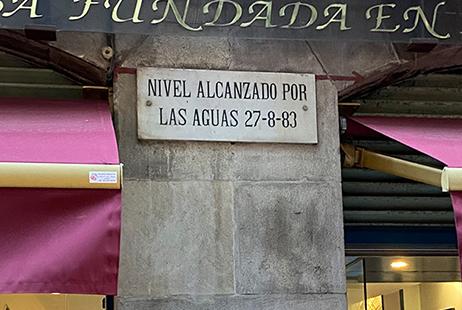 FUNDADA EN
NIVEL ALCANZADO POR
LAS AGUAS 27-8-83